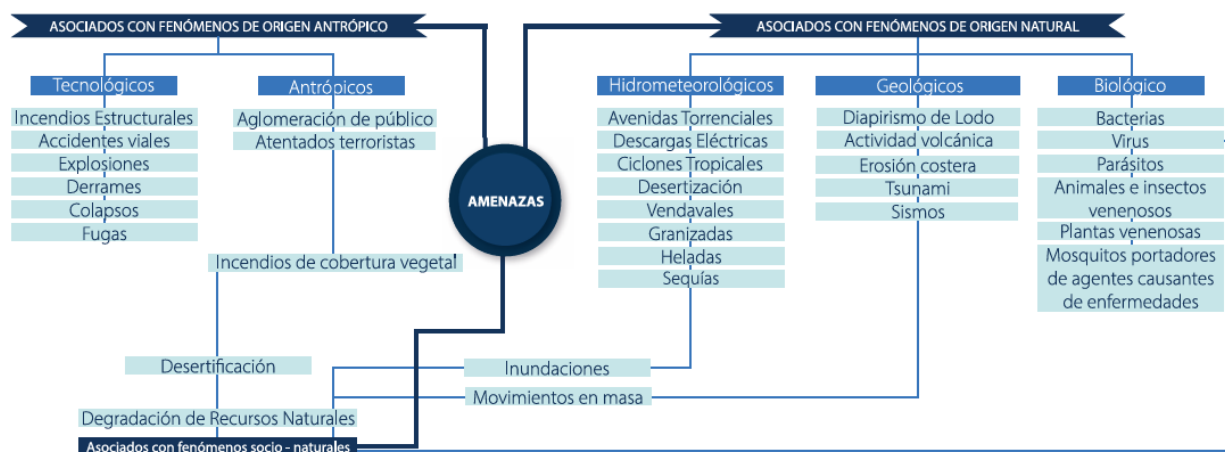 ASOCIADOS CON FENÓMENOS DE ORIGEN ANTRÓPICO
Tecnológicos
Incendios Estructurales
Accidentes viales
Explosiones
Derrames
Colapsos
Fugas
Antrópicos
Aglomeración de público
Atentados terroristas
Incendios de cobertura vegetal
AMENAZAS
ASOCIADOS CON FENÓMENOS DE ORIGEN NATURAL
Hidrometeorológicos
Avenidas Torrenciales
Descargas Eléctricas
Ciclones Tropicales
Desertización
Vendavales
Granizadas
Heladas
Sequías
Geológicos
Diapirismo de Lodo
Actividad volcánica
Erosión costera
Tsunami
Sismos
Biológico
Bacterias
Virus
Parásitos
Animales e insectos
venenosos
Plantas venenosas
Mosquitos portadores
de agentes causantes
de enfermedades
Desertificación
Inundaciones
Movimientos en masa
Degradación de Recursos Naturales
Asociados con fenómenos socio - naturales